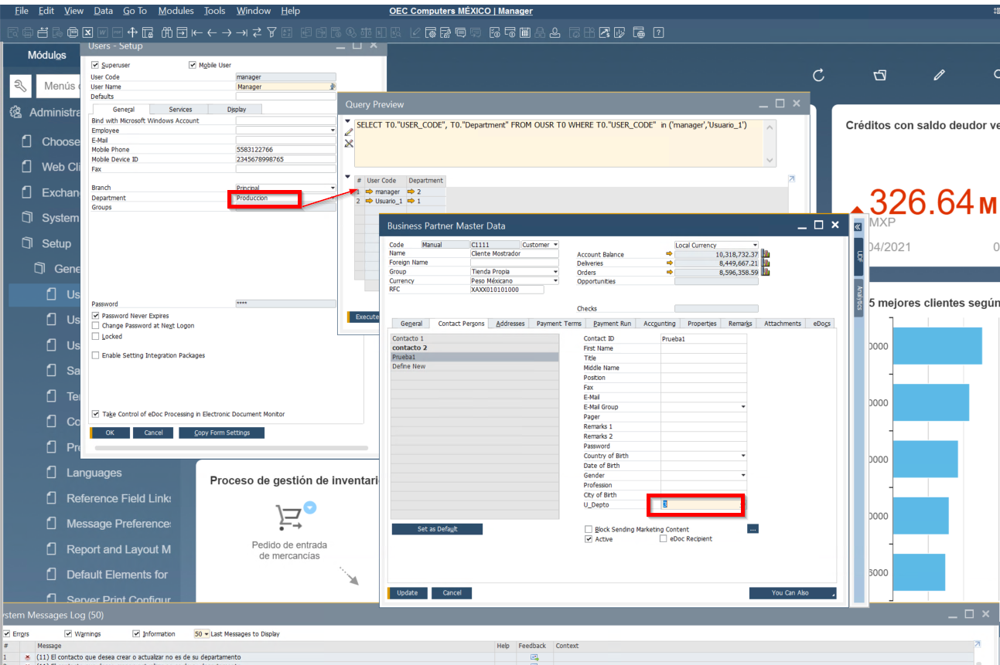 File Edit View Data Go To Modules Tools Window Help
OEC Computers MÉXICO | Manager
Módulos
Menús
Administra
Choose
Web Cli
Exchan
System
Setup
Gene
Us
Us
Us
Sa
Te
Co
Pre
Languages
Reference Field Links
Message Preferences
Report and Layout M
Default Elements for
Server Print Configur
Users - Setup
Superuser Mobile User
User Code manager
User Name Manager
Defaults
General Services Display
Bind with Microsoft Windows Account
Employee
E-Mail
Mobile Phone 5583122766
Mobile Device ID 2345678998765
Fax
Branch Principal
Department Produccion
Groups
Password ****
Password Never Expires
Change Password at Next Logon
Locked
Enable Setting Integration Packages
Take Control of eDoc Processing in Electronic Document Monitor
OK Cancel Copy Form Settings
Query Preview
SELECT T0."USER_CODE", T0."Department" FROM OUSR T0 WHERE T0."USER_CODE" in ('manager','Usuario_1')
# User Code Department
1 manager 2
2 Usuario_1 1
Execute
Business Partner Master Data
Code Manual C1111 Customer
Name Cliente Mostrador
Foreign Name
Group Tienda Propia
Currency Peso Méxicano
RFC XAXX010101000
Local Currency
Account Balance 10,318,732.37
Deliveries 8,449,667.21
Orders 8,596,358.59
Opportunities
Checks
General Contact Persons Addresses Payment Terms Payment Run Accounting Properties Remarks Attachments eDocs
Contacto 1
contacto 2
Prueba1
Define New
Contact ID Prueba1
First Name
Title
Middle Name
Position
Fax
E-Mail
E-Mail Group
Pager
Remarks 1
Remarks 2
Password
Country of Birth
Date of Birth
Gender
Profession
City of Birth
U_Depto 3
Set as Default
Block Sending Marketing Content ...
Active eDoc Recipient
Update Cancel You Can Also
UDF
Analytics
Créditos con saldo deudor ve
326.64 M
MXP
04/2021 0
5 mejores clientes según
0000
0000
0000
0000
6000
Proceso de gestión de inventari
Pedido de entrada
de mercancías
ystem Messages Log (50)
Errors Warnings Information 50 Last Messages to Display
# Message Help Feedback Context
1 (11) El contacto que desea crear o actualizar no es de su departamento